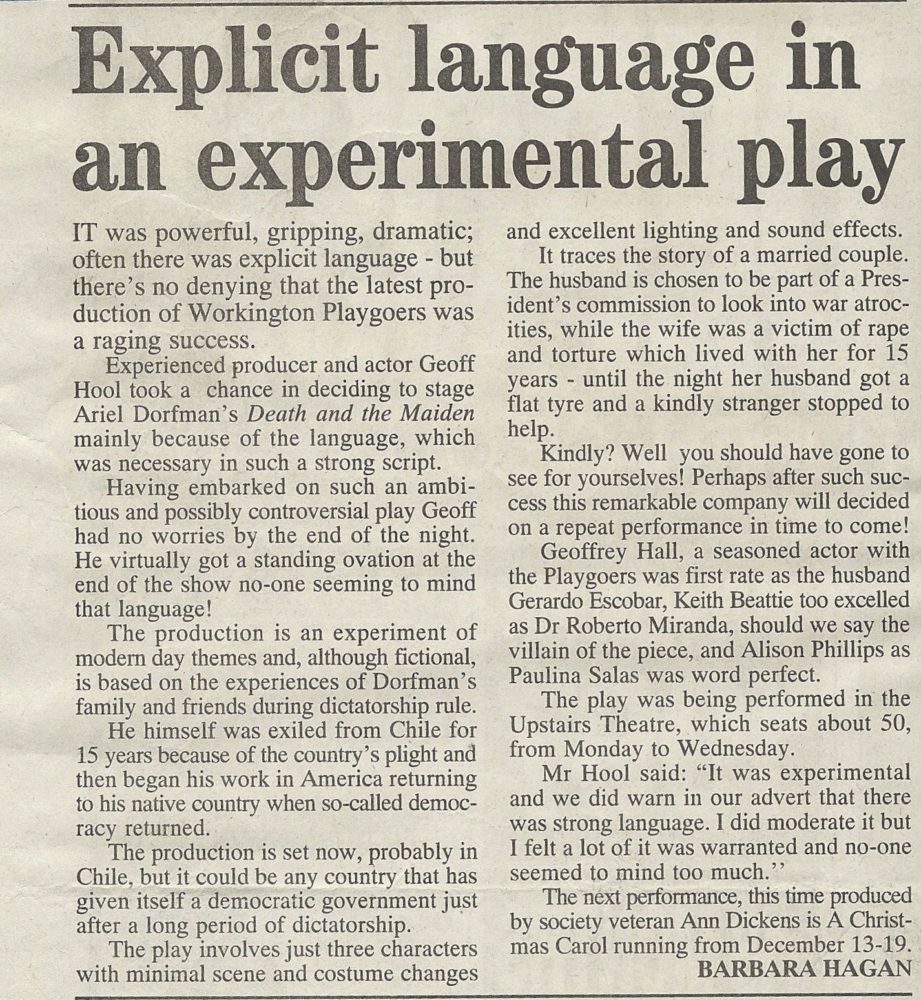 Explicit language in
an experimental play
IT was powerful, gripping, dramatic;
often there was explicit language - but
there's no denying that the latest pro-
duction of Workington Playgoers was
a raging success.
Experienced producer and actor Geoff
Hool took a chance in deciding to stage
Ariel Dorfman's Death and the Maiden
mainly because of the language, which
was necessary in such a strong script.
Having embarked on such an ambi-
tious and possibly controversial play Geoff
had no worries by the end of the night.
He virtually got a standing ovation at the
end of the show no-one seeming to mind
that language!
The production is an experiment of
modern day themes and, although fictional,
is based on the experiences of Dorfman's
family and friends during dictatorship rule.
He himself was exiled from Chile for
15 years because of the country's plight and
then began his work in America returning
to his native country when so-called democ-
racy returned.
The production is set now, probably in
Chile, but it could be any country that has
given itself a democratic government just
after a long period of dictatorship.
The play involves just three characters
with minimal scene and costume changes
and excellent lighting and sound effects.
It traces the story of a married couple.
The husband is chosen to be part of a Pres-
ident's commission to look into war atroc-
ities, while the wife was a victim of rape
and torture which lived with her for 15
years - until the night her husband got a
flat tyre and a kindly stranger stopped to
help.
Kindly? Well you should have gone to
see for yourselves! Perhaps after such suc-
cess this remarkable company will decided
on a repeat performance in time to come!
Geoffrey Hall, a seasoned actor with
the Playgoers was first rate as the husband
Gerardo Escobar, Keith Beattie too excelled
as Dr Roberto Miranda, should we say the
villain of the piece, and Alison Phillips as
Paulina Salas was word perfect.
The play was being performed in the
Upstairs Theatre, which seats about 50,
from Monday to Wednesday.
Mr Hool said: "It was experimental
and we did warn in our advert that there
was strong language. I did moderate it but
I felt a lot of it was warranted and no-one
seemed to mind too much.''
The next performance, this time produced
by society veteran Ann Dickens is A Christ-
mas Carol running from December 13-19.
BARBARA HAGAN